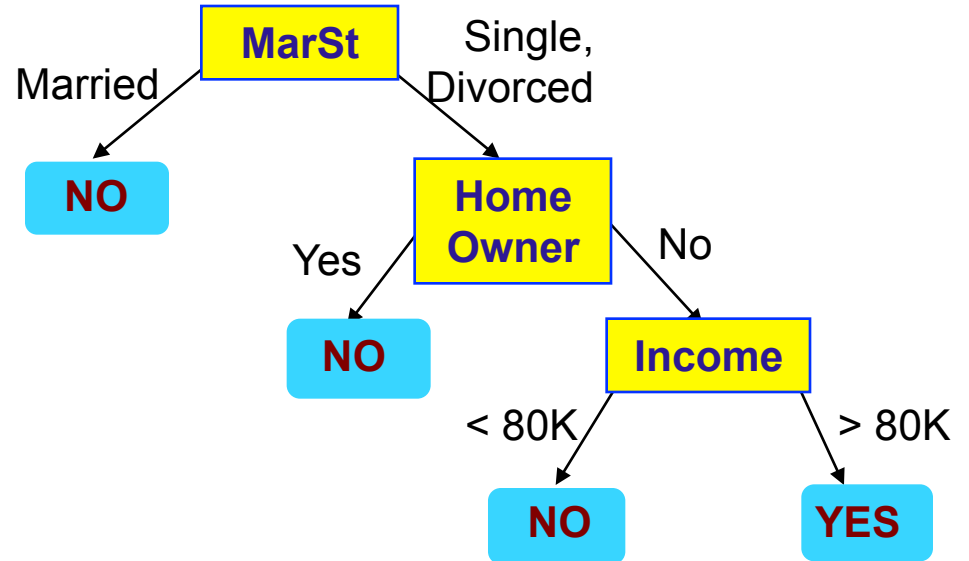 MarSt
Single,
Divorced
Married
NO
Home
Owner
Yes
No
NO
Income
< 80K
> 80K
NO
YES